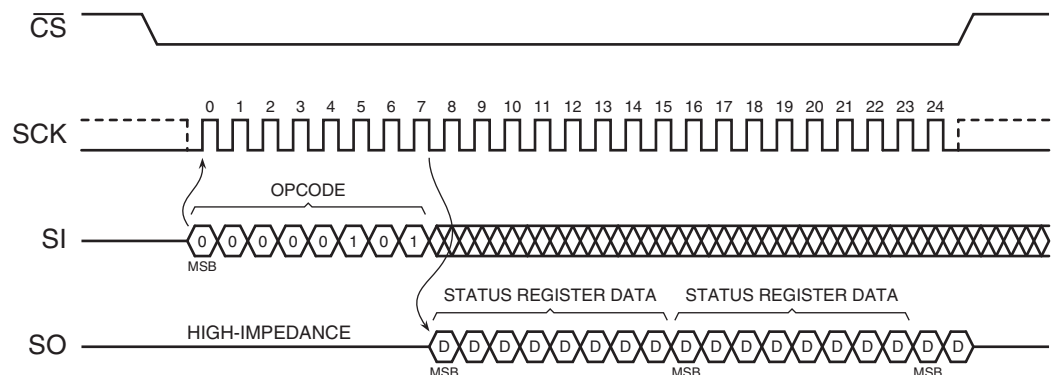 CS
0 1 2 3 4 5 6 7 8 9 10 11 12 13 14 15 16 17 18 19 20 21 22 23 24
SCK
OPCODE
SI 0 0 0 0 0 1 0 1
MSB
STATUS REGISTER DATA STATUS REGISTER DATA
HIGH-IMPEDANCE
SO D D D D D D D D D D D D D D D D D D
MSB MSB MSB